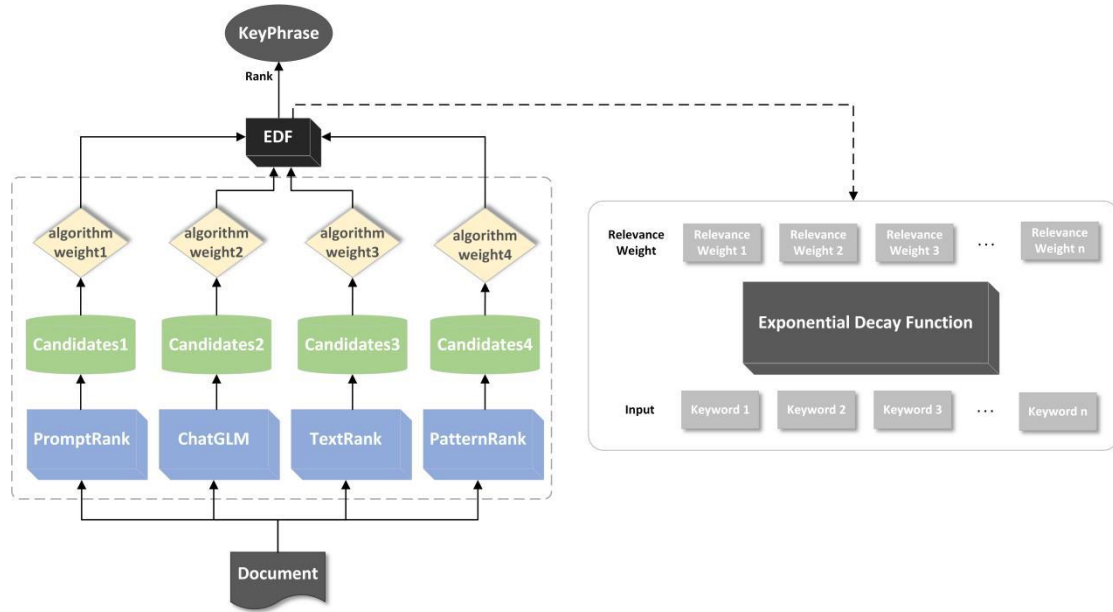 KeyPhrase
Rank
EDF
algorithm
weight1
algorithm
weight2
algorithm
weight3
algorithm
weight4
Candidates1
Candidates2
Candidates3
Candidates4
PromptRank
ChatGLM
TextRank
PatternRank
Document
Relevance
Weight
Relevance
Weight 1
Relevance
Weight 2
Relevance
Weight 3
...
Relevance
Weight n
Exponential Decay Function
Input
Keyword 1
Keyword 2
Keyword 3
...
Keyword n